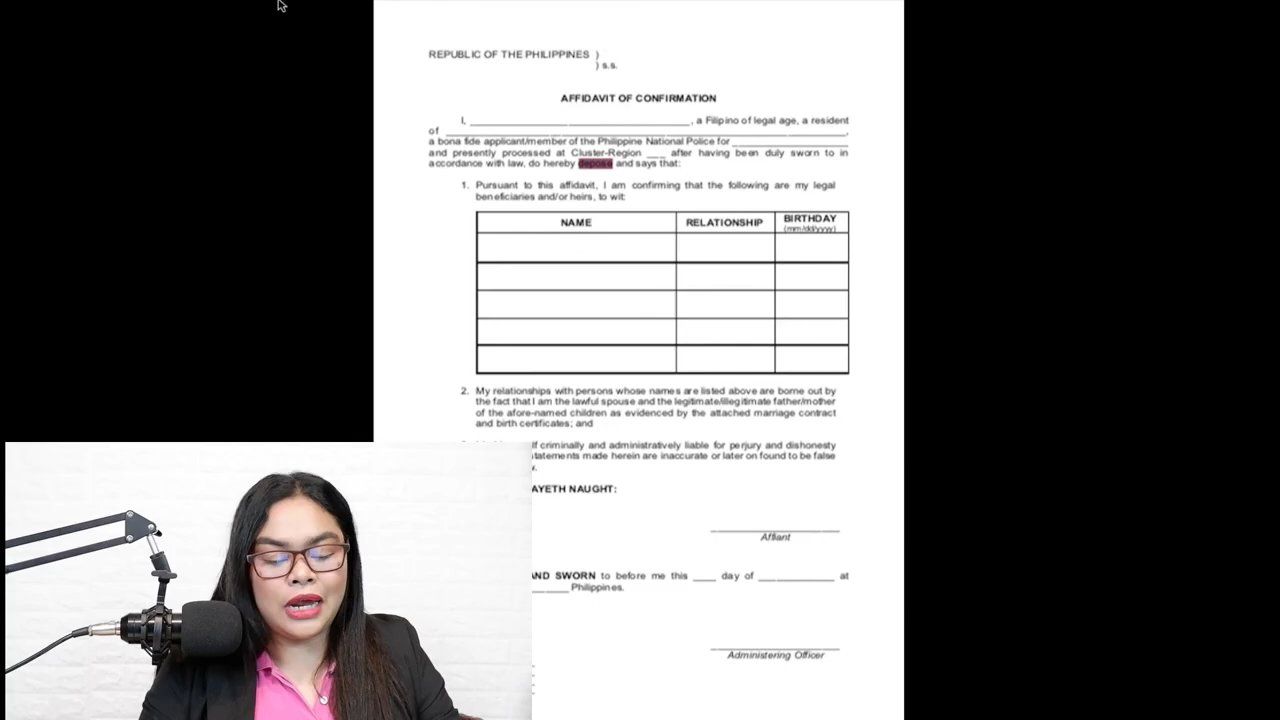 REPUBLIC OF THE PHILIPPINES )
) s.s.
AFFIDAVIT OF CONFIRMATION
I, ____________________, a Filipino of legal age, a resident
of ____________________,
a bona fide applicant/member of the Philippine National Police for ____________________
and presently processed at Cluster-Region ___ after having been duly sworn to in
accordance with law, do hereby depose and says that:
1. Pursuant to this affidavit, I am confirming that the following are my legal
beneficiaries and/or heirs, to wit:
NAME RELATIONSHIP BIRTHDAY
(mm/dd/yyyy)
2. My relationships with persons whose names are listed above are borne out by
the fact that I am the lawful spouse and the legitimate/illegitimate father/mother
of the afore-named children as evidenced by the attached marriage contract
and birth certificates; and
lf criminally and administratively liable for perjury and dishonesty
statements made herein are inaccurate or later on found to be false
AYETH NAUGHT:
Affiant
AND SWORN to before me this ____ day of _____________ at
______ Philippines.
Administering Officer